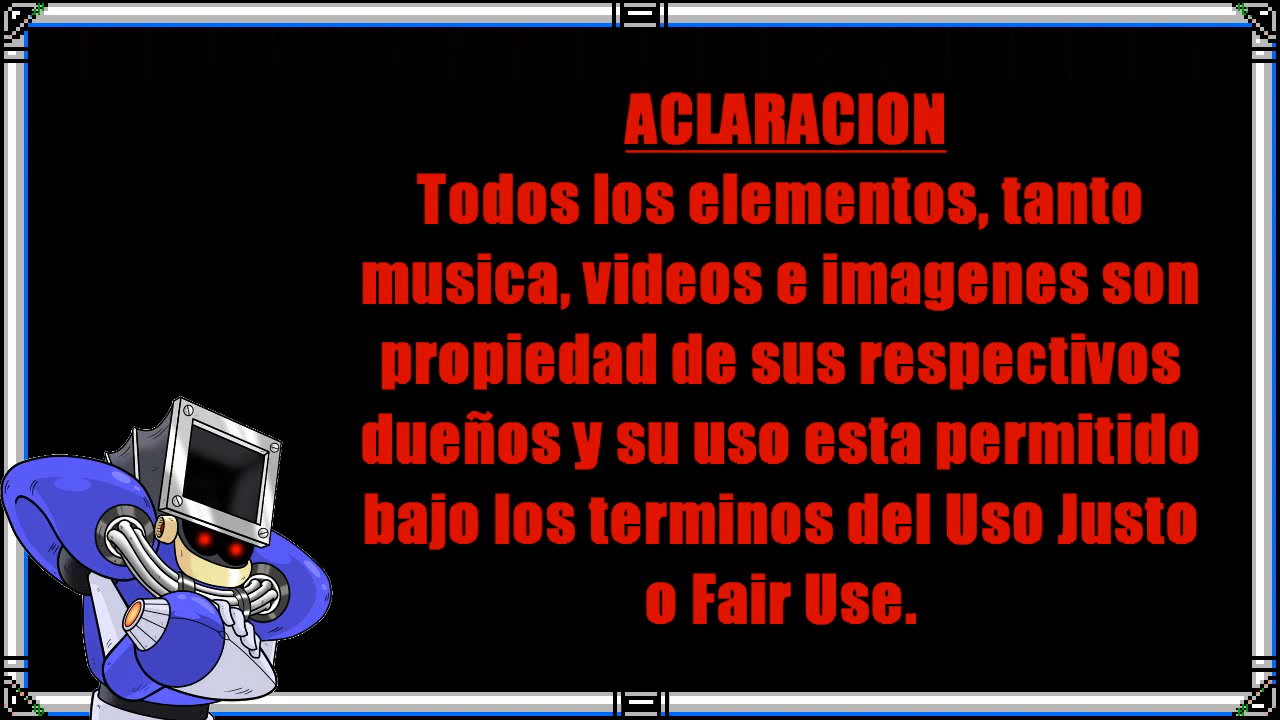 ACLARACION
Todos los elementos, tanto
musica, videos e imagenes son
propiedad de sus respectivos
dueños y su uso esta permitido
bajo los terminos del Uso Justo
o Fair Use.